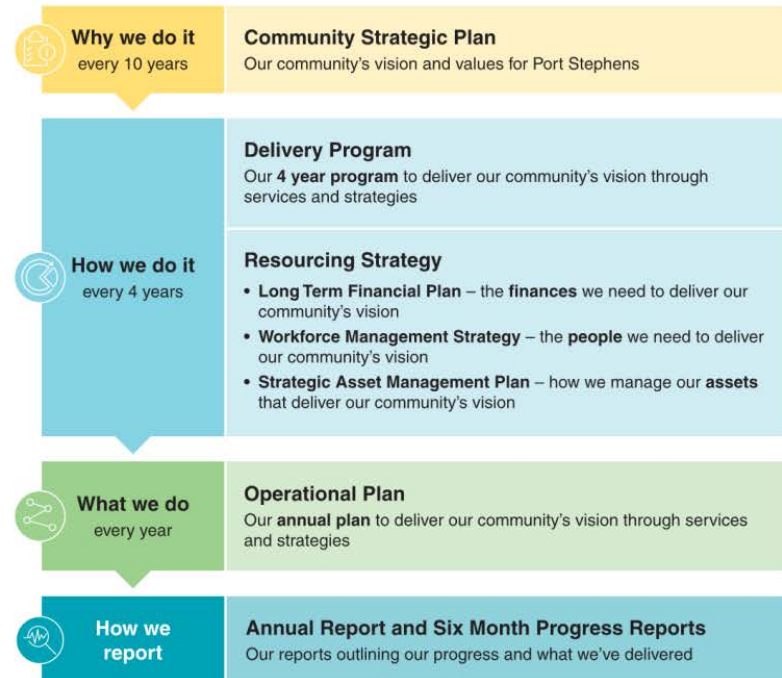 Why we do it
every 10 years
Community Strategic Plan
Our community's vision and values for Port Stephens
How we do it
every 4 years
Delivery Program
Our 4 year program to deliver our community's vision through
services and strategies
Resourcing Strategy
• Long Term Financial Plan – the finances we need to deliver our
community's vision
• Workforce Management Strategy – the people we need to deliver
our community's vision
• Strategic Asset Management Plan – how we manage our assets
that deliver our community's vision
What we do
every year
Operational Plan
Our annual plan to deliver our community's vision through services
and strategies
How we
report
Annual Report and Six Month Progress Reports
Our reports outlining our progress and what we've delivered